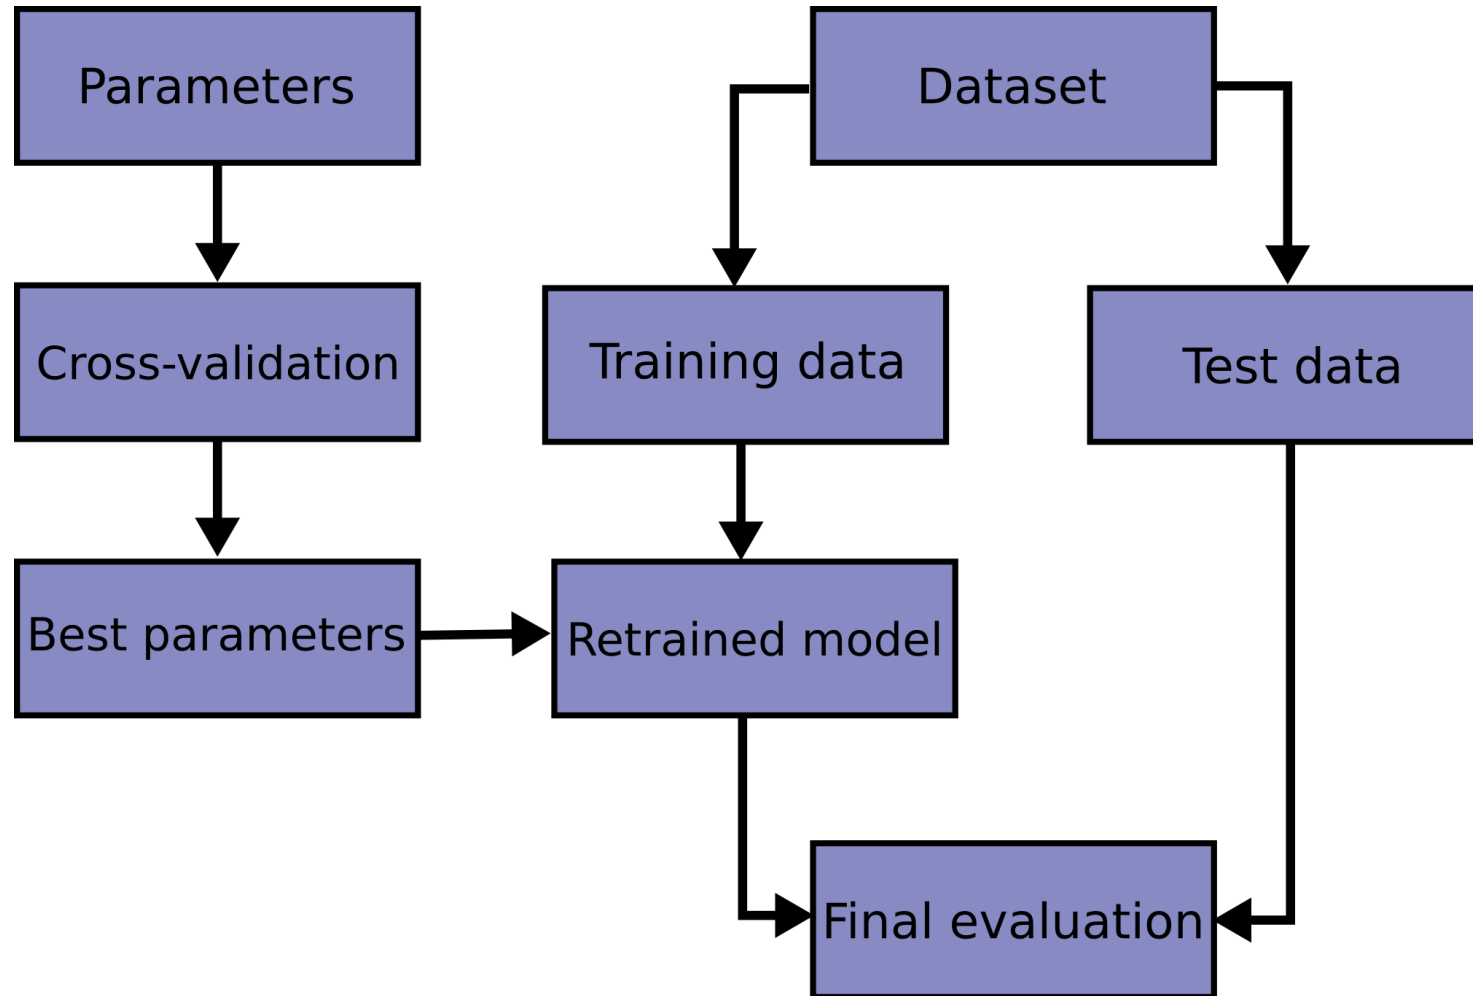 Parameters
Dataset
Cross-validation
Training data
Test data
Best parameters
Retrained model
Final evaluation